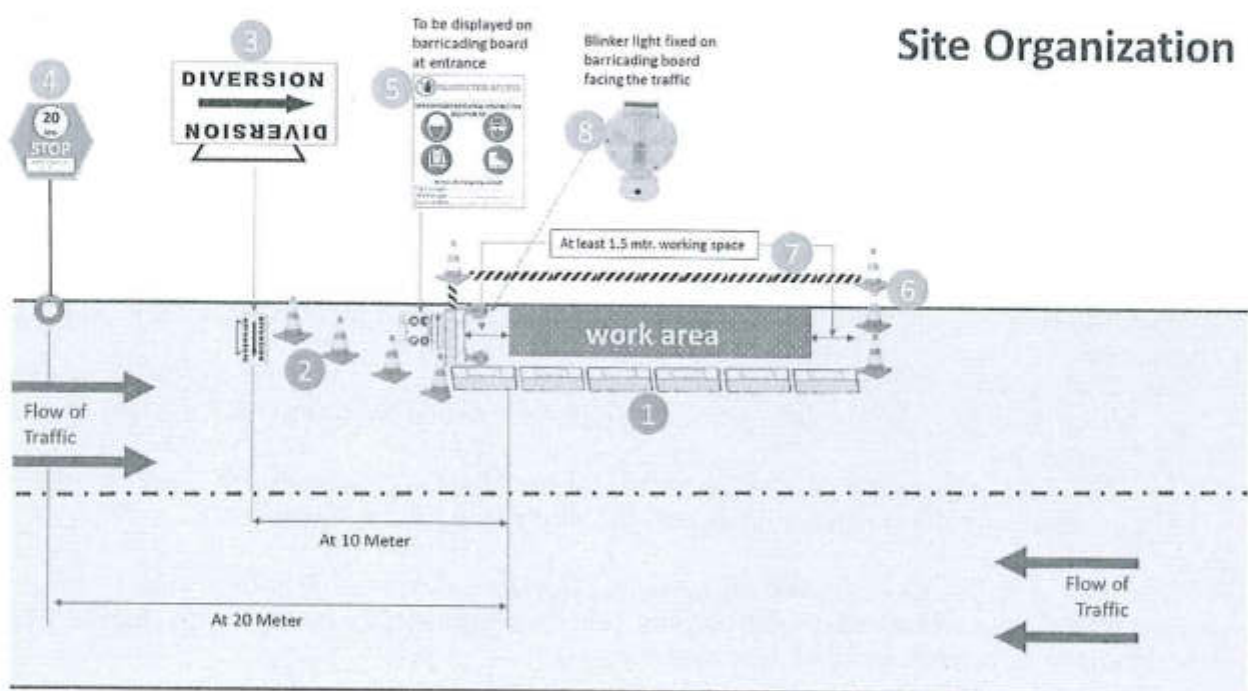 Site Organization
To be displayed on
barricading board
at entrance
Blinker light fixed on
barricading board
facing the traffic
4
20
STOP
3
DIVERSION
DIVERSION
5
8
At least 1.5 mtr. working space
7
6
work area
2
1
Flow of
Traffic
At 10 Meter
At 20 Meter
Flow of
Traffic